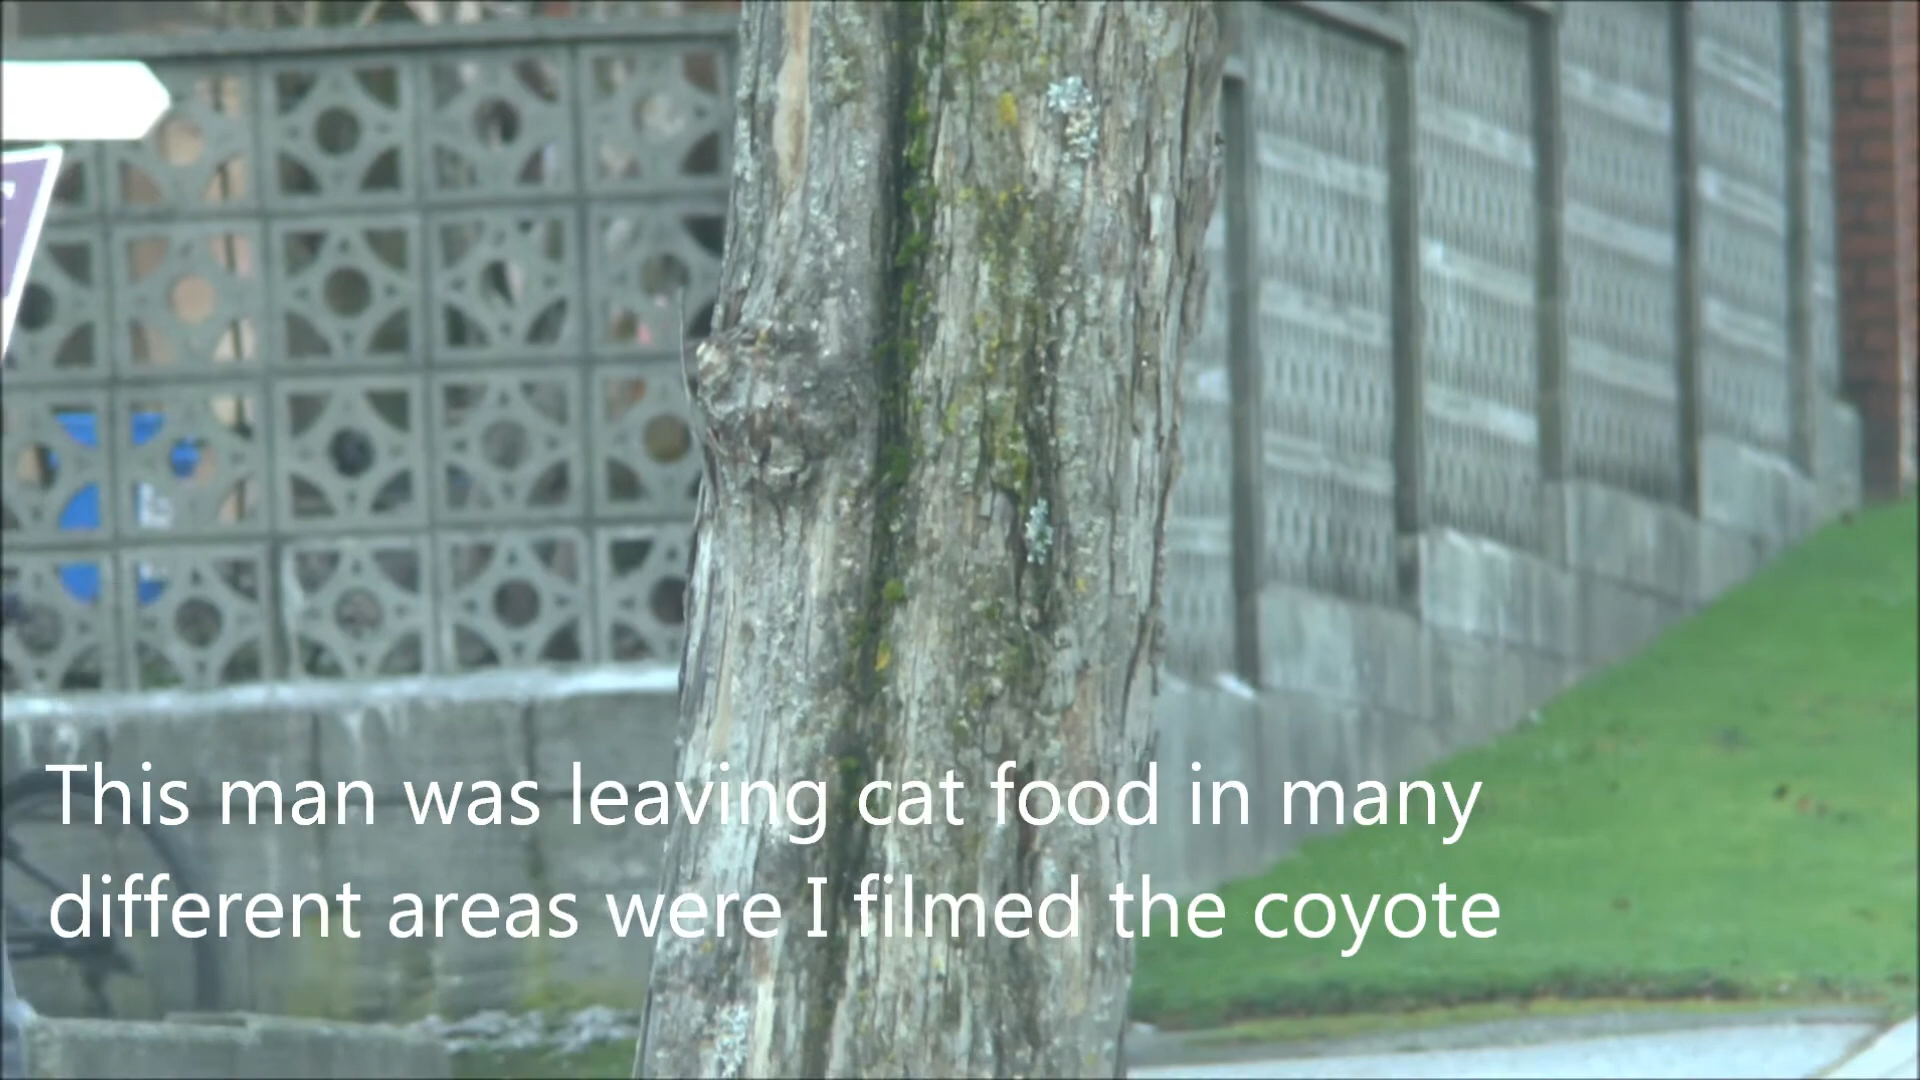 This man was leaving cat food in many
different areas were I filmed the coyote